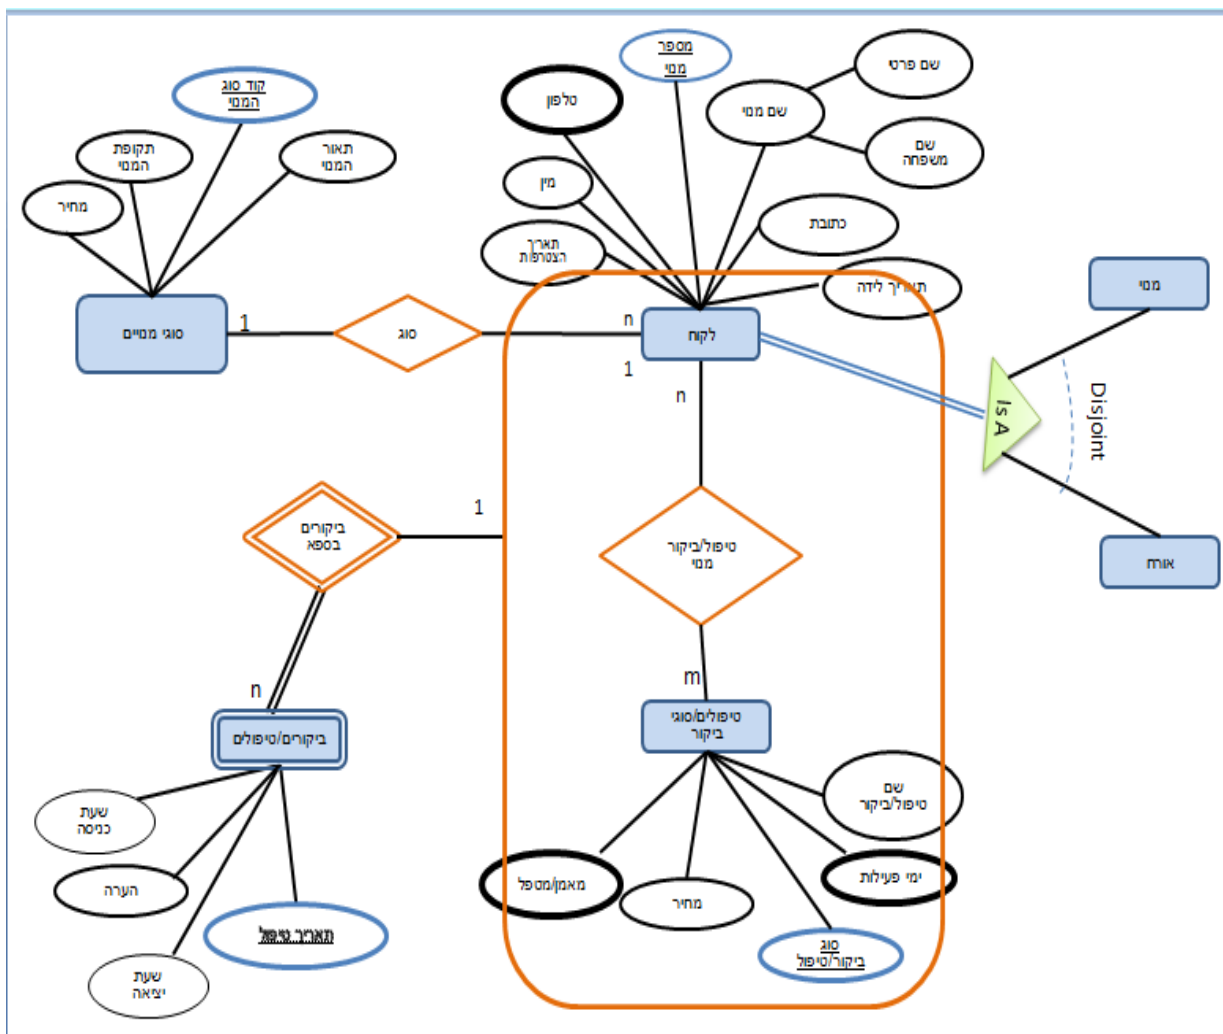 מספר
מנוי
שם פרטי
טלפון
שם מנוי
קוד סוג
המנוי
שם
משפחה
תאור
המנוי
תקופת
המנוי
מחיר
מין
כתובת
תאריך
הצטרפות
תאריך לידה
מנוי
סוגי מנויים
1
סוג
n
לקוח
1
n
Is A
Disjoint
1
ביקורים
בספא
טיפול/ביקור
מנוי
אורח
n
m
ביקורים/טיפולים
טיפולים/סוגי
ביקור
שם
טיפול/ביקור
שעת
כניסה
הערה
מאמן/מטפל
מחיר
ימי פעילות
תאריך טיפול
סוג
ביקור/טיפול
שעת
יציאה